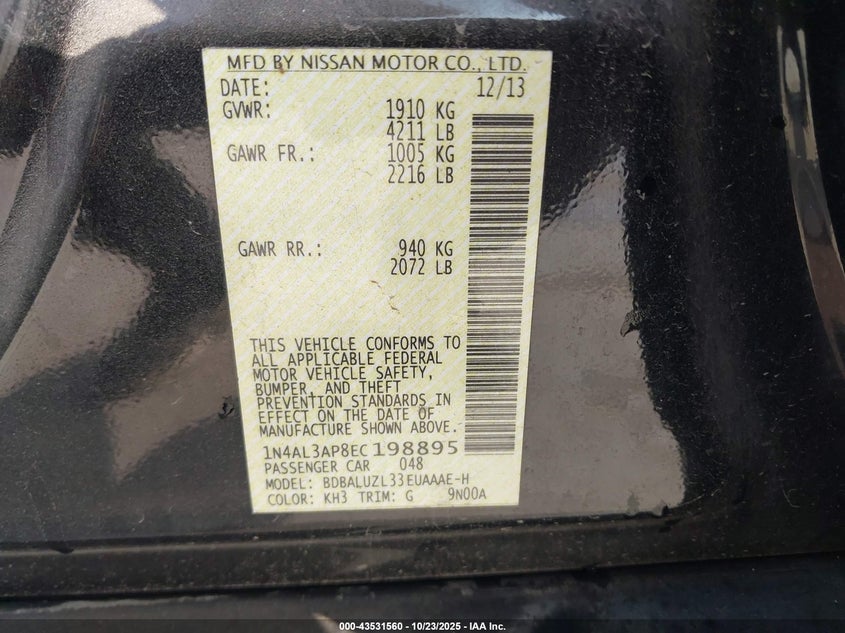 MFD BY NISSAN MOTOR CO., LTD.
DATE: 12/13
GVWR: 1910 KG
4211 LB
GAWR FR.: 1005 KG
2216 LB
GAWR RR.: 940 KG
2072 LB
THIS VEHICLE CONFORMS TO
ALL APPLICABLE FEDERAL
MOTOR VEHICLE SAFETY,
BUMPER, AND THEFT
PREVENTION STANDARDS IN
EFFECT ON THE DATE OF
MANUFACTURE SHOWN ABOVE.
1N4AL3AP8EC198895
PASSENGER CAR 048
MODEL: BDBALUZL33EUAAAE-H
COLOR: KH3 TRIM: G 9N00A
000-43531560 | 10/23/2025 | IAA Inc.